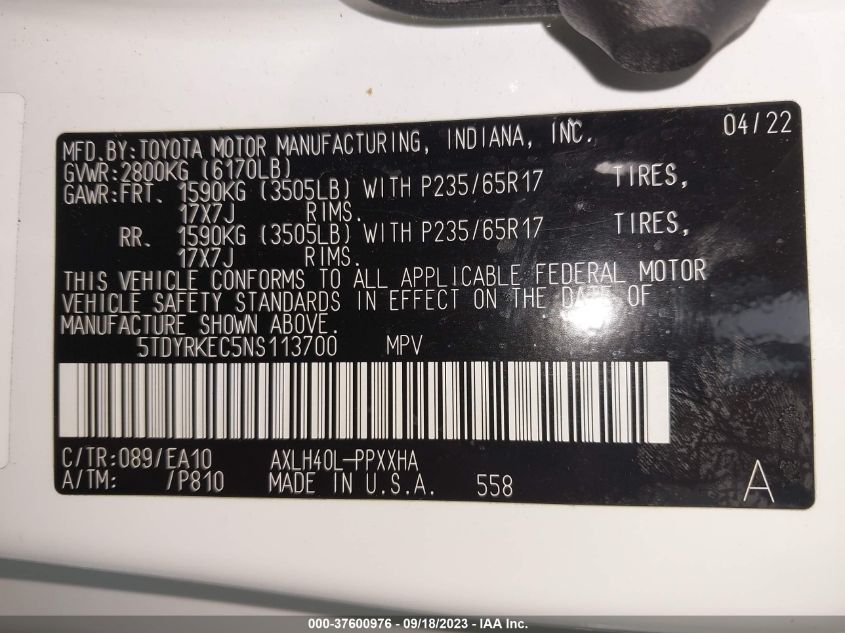 MFD.BY:TOYOTA MOTOR MANUFACTURING, INDIANA, INC. 04/22
GVWR:2800KG (6170LB)
GAWR:FRT. 1590KG (3505LB) WITH P235/65R17 TIRES,
17X7J RIMS.
RR. 1590KG (3505LB) WITH P235/65R17 TIRES,
17X7J RIMS.
THIS VEHICLE CONFORMS TO ALL APPLICABLE FEDERAL MOTOR
VEHICLE SAFETY STANDARDS IN EFFECT ON THE DATE OF
MANUFACTURE SHOWN ABOVE.
5TDYRKEC5NS113700 MPV
C/TR:089/EA10 AXLH40L-PPXXHA
A/TM: /P810 MADE IN U.S.A. 558 A
000-37600976 - 09/18/2023 - IAA Inc.